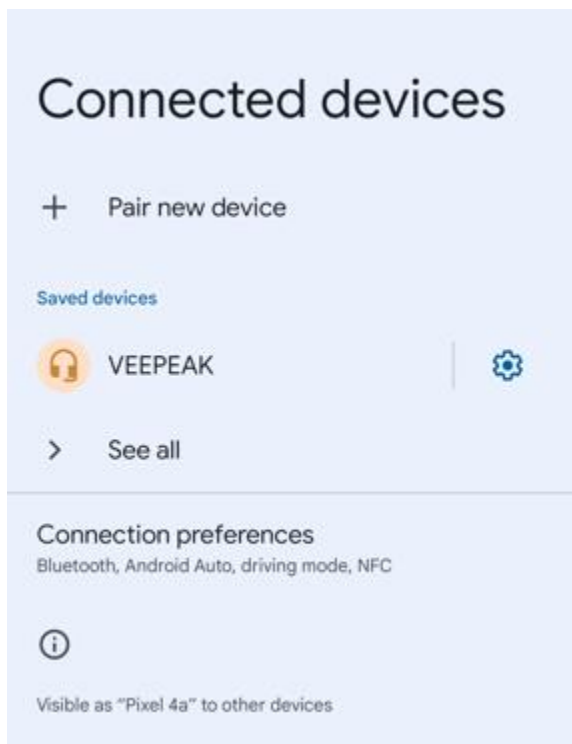 Connected devices
Pair new device
Saved devices
VEEPEAK
See all
Connection preferences
Bluetooth, Android Auto, driving mode, NFC
Visible as "Pixel 4a" to other devices